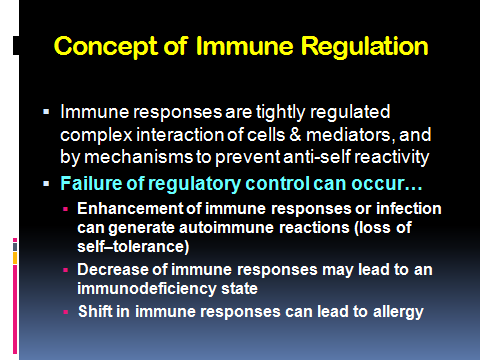 Concept of Immune Regulation
Immune responses are tightly regulated
complex interaction of cells & mediators, and
by mechanisms to prevent anti-self reactivity
Failure of regulatory control can occur…
Enhancement of immune responses or infection
can generate autoimmune reactions (loss of
self–tolerance)
Decrease of immune responses may lead to an
immunodeficiency state
Shift in immune responses can lead to allergy